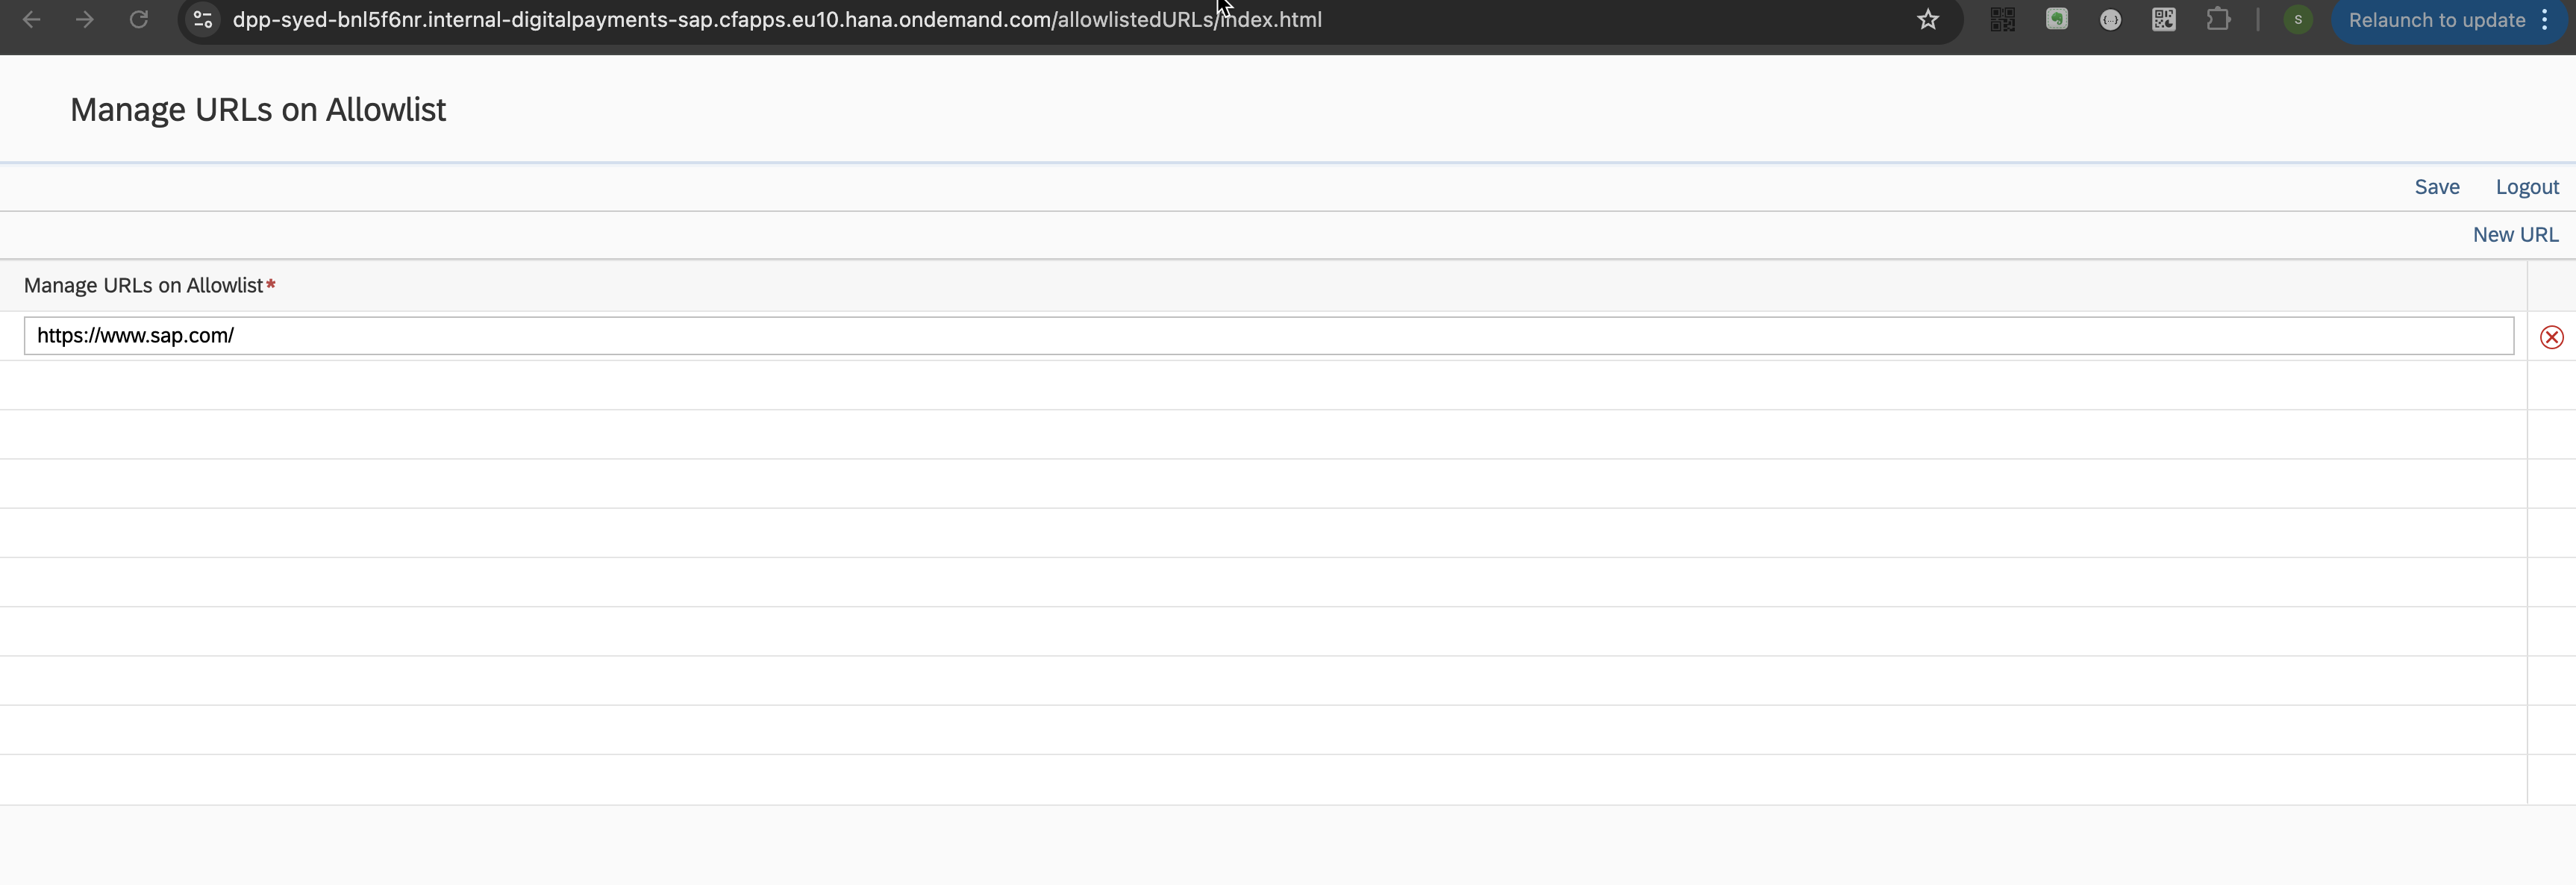 dpp-syed-bnl5f6nr.internal-digitalpayments-sap.cfapps.eu10.hana.ondemand.com/allowlistedURLs/index.html
S
Relaunch to update
Manage URLs on Allowlist
Save Logout
New URL
Manage URLs on Allowlist*
https://www.sap.com/